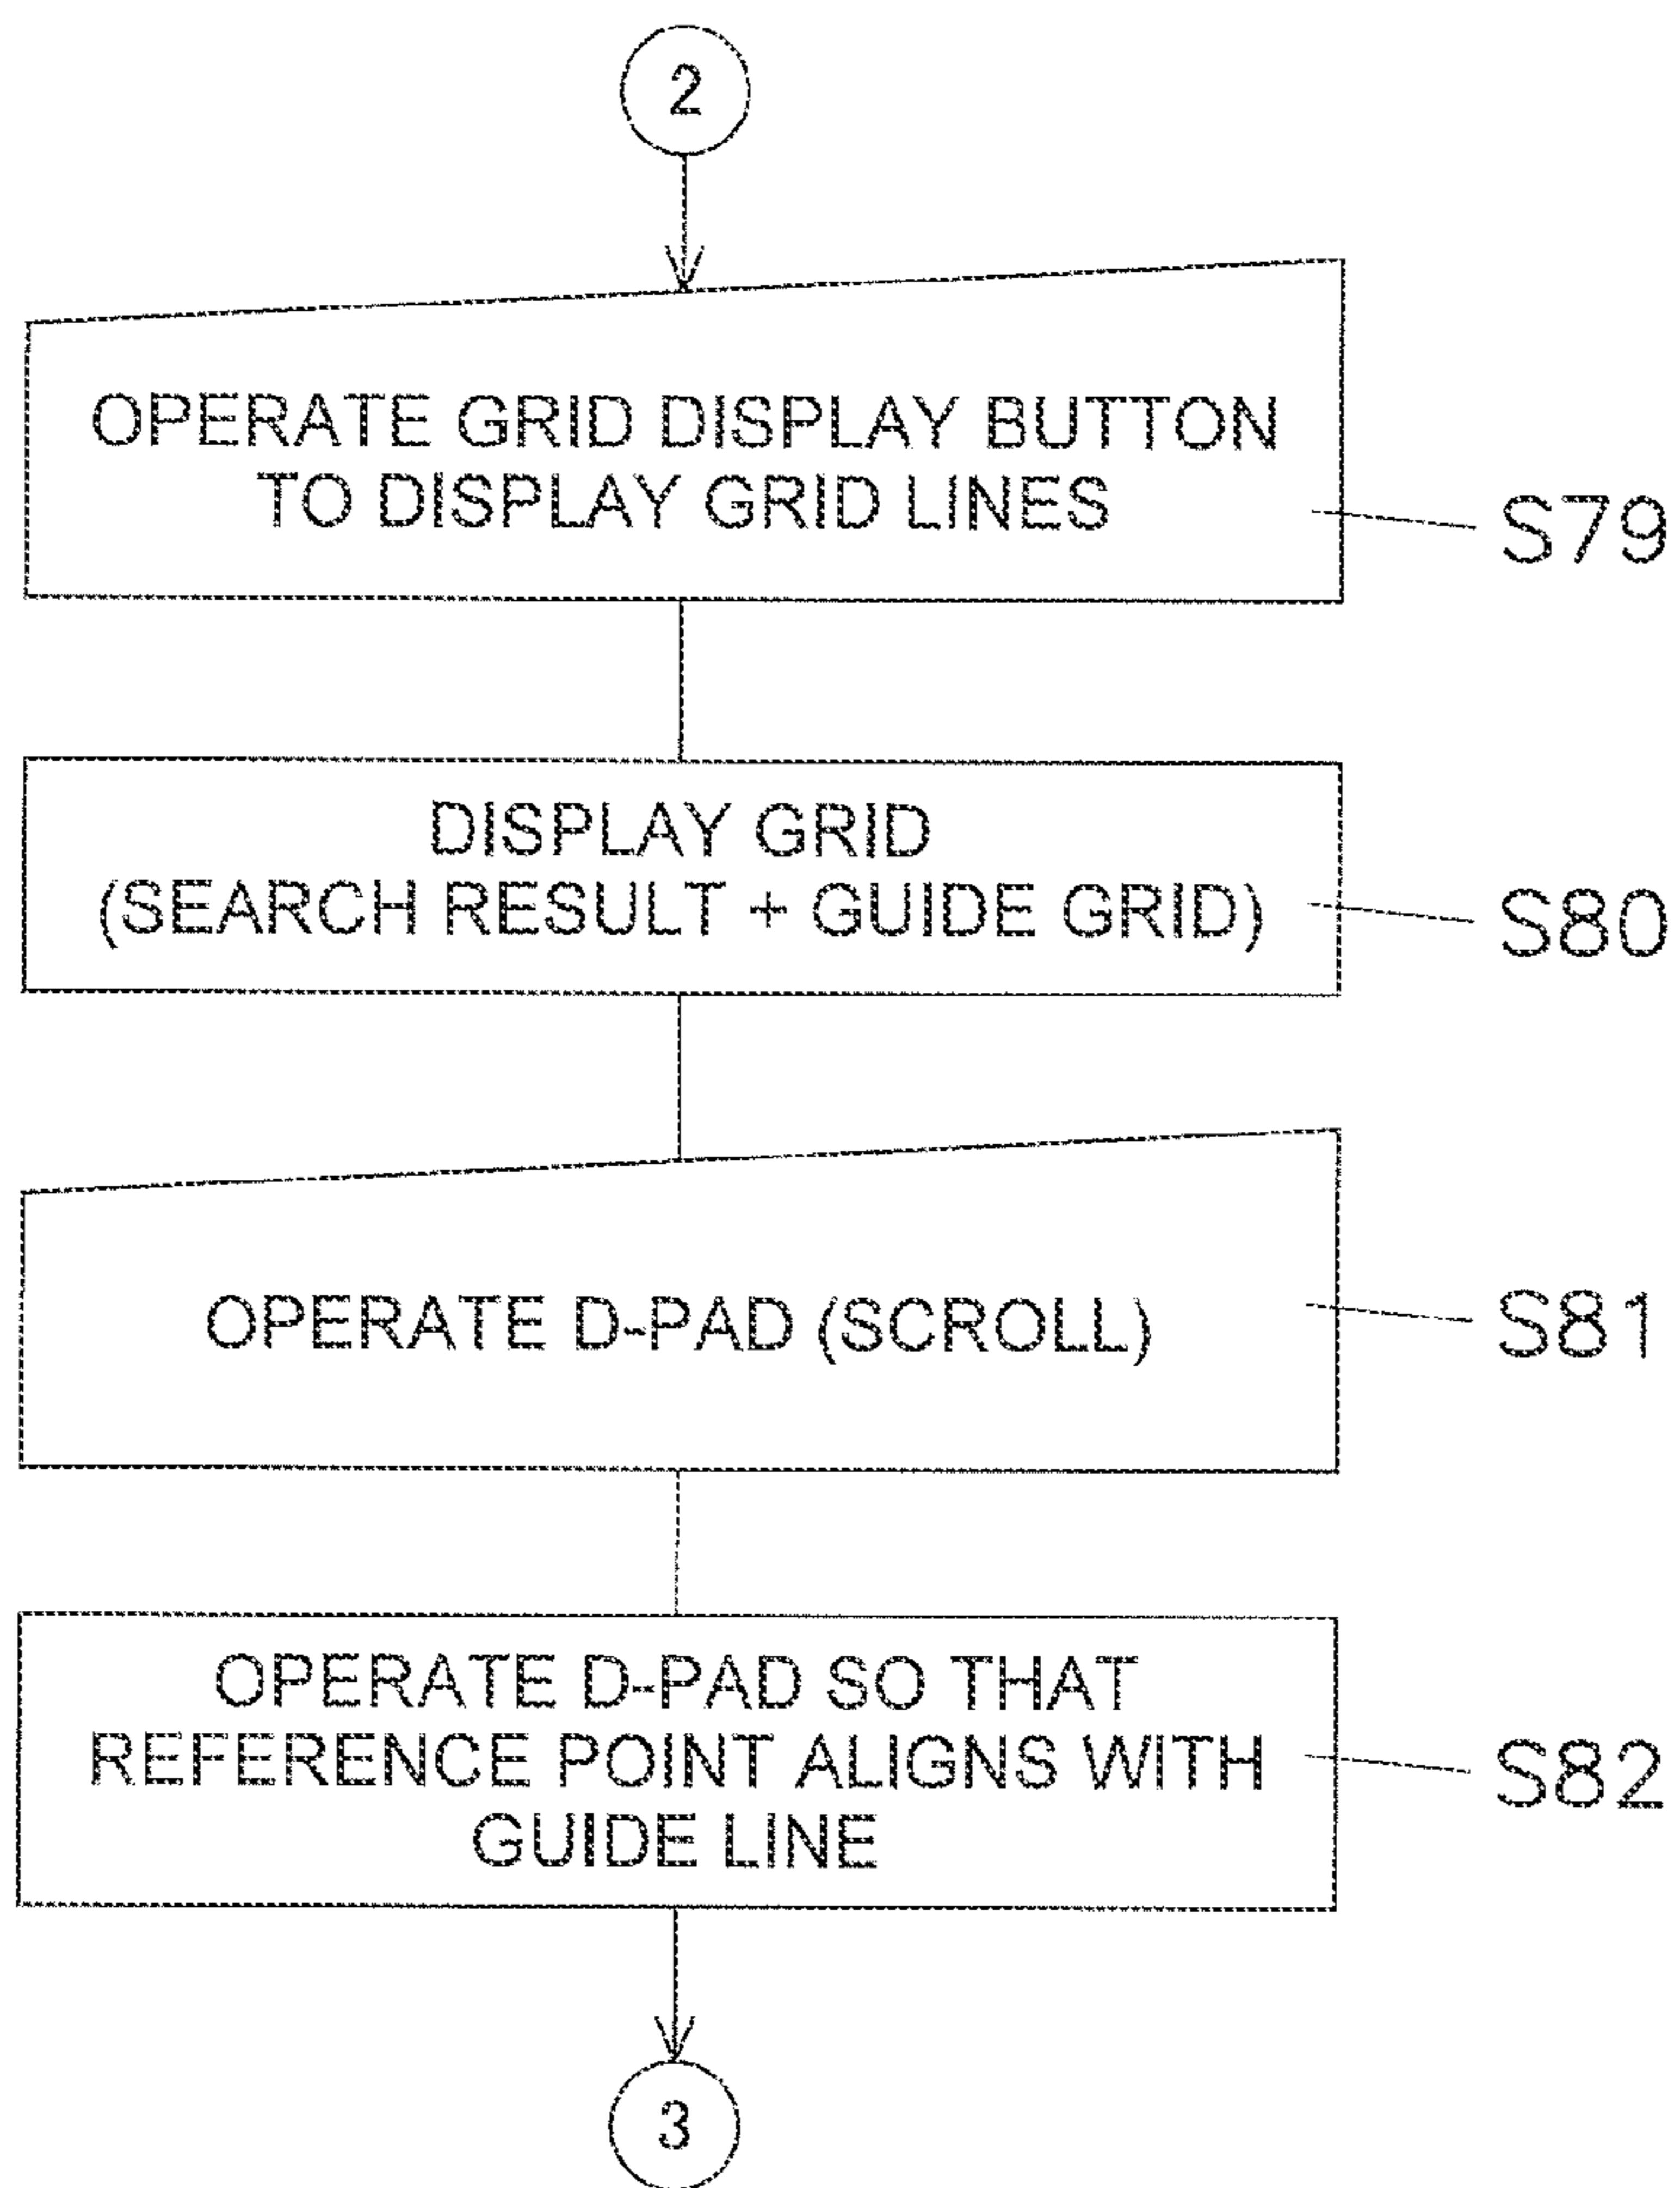 2
OPERATE GRID DISPLAY BUTTON
TO DISPLAY GRID LINES
S79
DISPLAY GRID
(SEARCH RESULT + GUIDE GRID)
S80
OPERATE D-PAD (SCROLL)
S81
OPERATE D-PAD SO THAT
REFERENCE POINT ALIGNS WITH
GUIDE LINE
S82
3